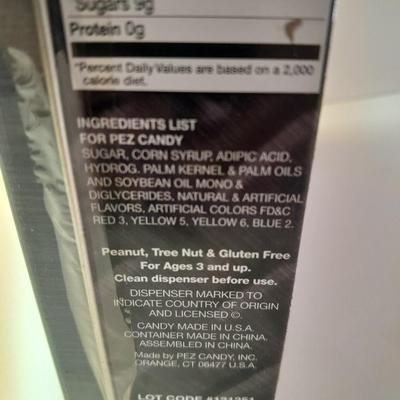 Sugars 9g
Protein 0g
*Percent Daily Values are based on a 2,000
calorie diet.
INGREDIENTS LIST
FOR PEZ CANDY
SUGAR, CORN SYRUP, ADIPIC ACID,
HYDROG. PALM KERNEL & PALM OILS
AND SOYBEAN OIL MONO &
DIGLYCERIDES, NATURAL & ARTIFICIAL
FLAVORS, ARTIFICIAL COLORS FD&C
RED 3, YELLOW 5, YELLOW 6, BLUE 2.
Peanut, Tree Nut & Gluten Free
For Ages 3 and up.
Clean dispenser before use.
DISPENSER MARKED TO
INDICATE COUNTRY OF ORIGIN
AND LICENSED ©.
CANDY MADE IN U.S.A.
CONTAINER MADE IN CHINA.
ASSEMBLED IN CHINA.
Made by PEZ CANDY, INC.
ORANGE, CT 06477 U.S.A.
LOT CODE